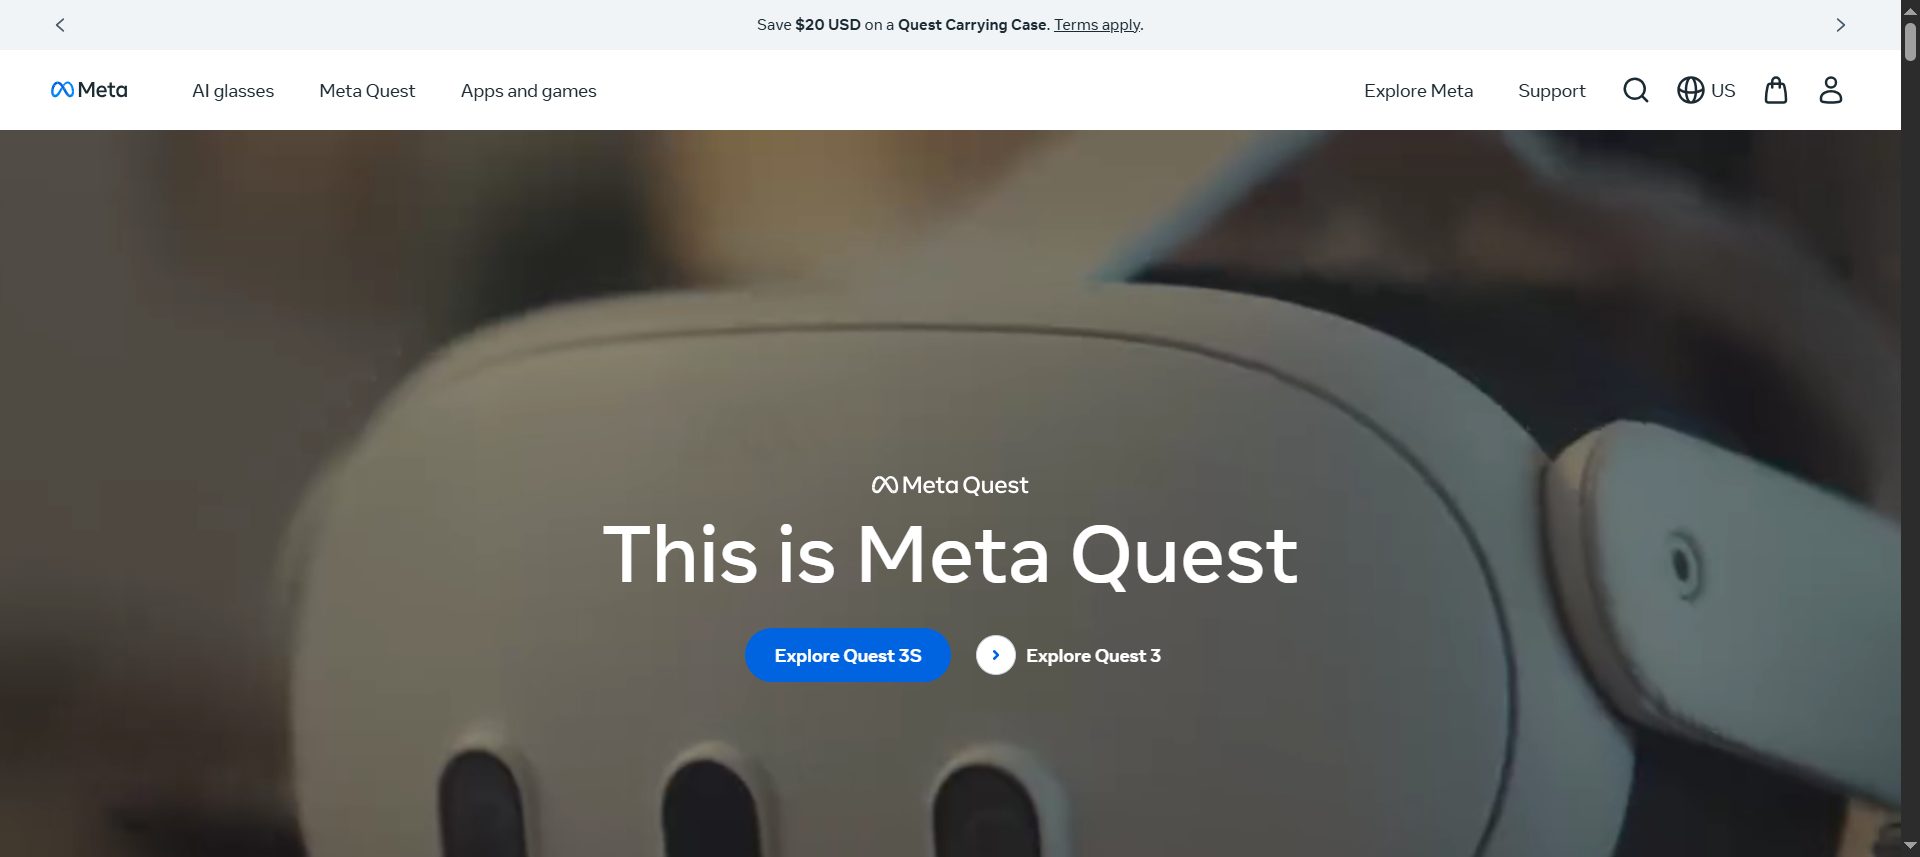 Save $20 USD on a Quest Carrying Case. Terms apply.
Meta
AI glasses
Meta Quest
Apps and games
Explore Meta
Support
US
Meta Quest
This is Meta Quest
Explore Quest 3S
Explore Quest 3